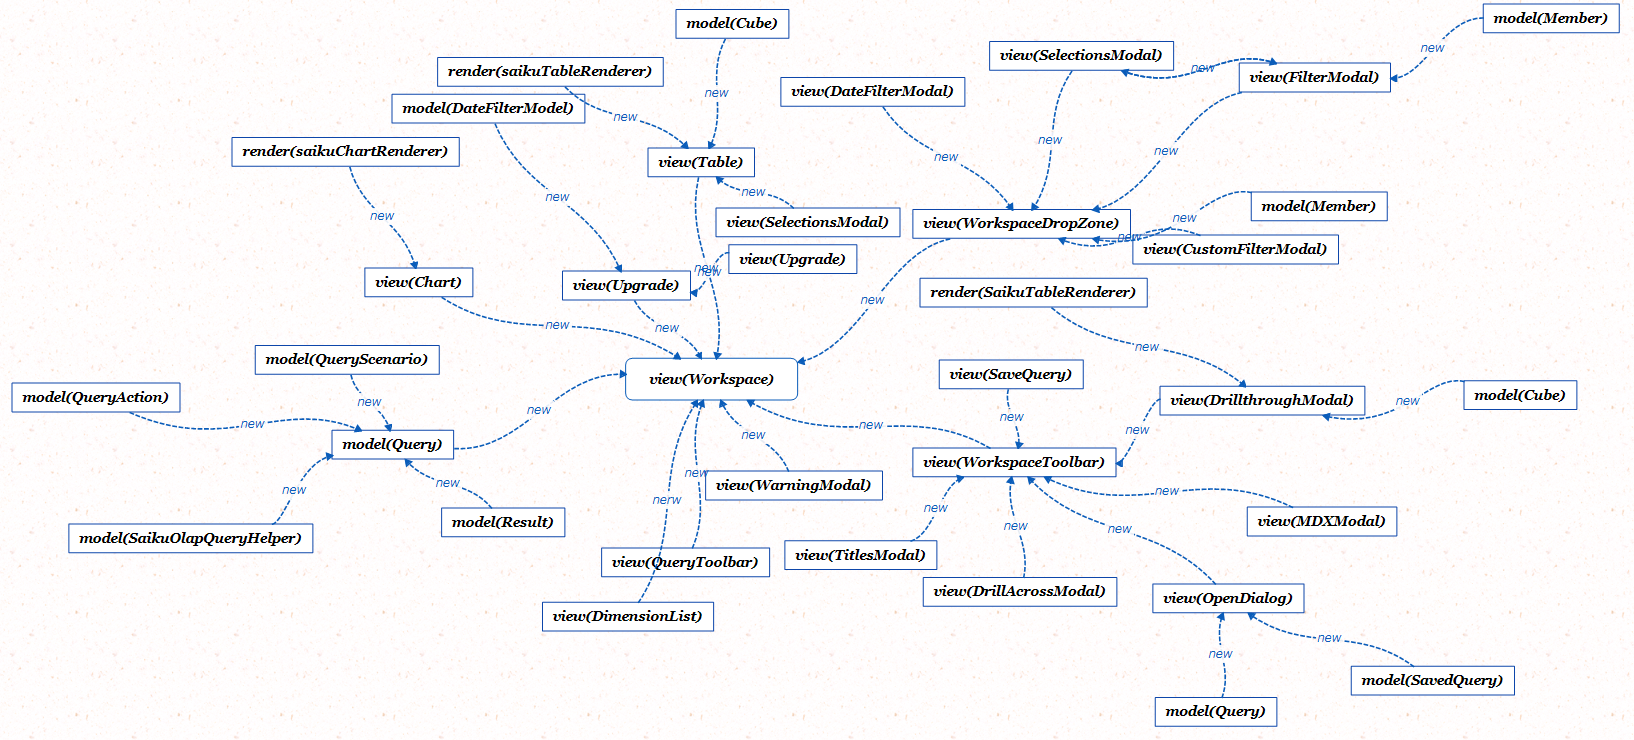 model(Cube)
model(Member)
view(SelectionsModal)
new
render(saikuTableRenderer)
new
view(FilterModal)
view(DateFilterModal)
new
model(DateFilterModel)
new
new
render(saikuChartRenderer)
view(Table)
new
new
new
new
view(SelectionsModal)
new
model(Member)
new
view(WorkspaceDropZone)
new
new
view(CustomFilterModal)
view(Upgrade)
new
new
view(Chart)
view(Upgrade)
render(SaikuTableRenderer)
new
new
new
new
model(QueryScenario)
view(Workspace)
view(SaveQuery)
model(QueryAction)
new
new
new
view(DrillthroughModal)
new
model(Cube)
new
new
new
new
model(Query)
new
view(WorkspaceToolbar)
new
new
new
view(WarningModal)
new
new
nerw
new
model(Result)
new
view(MDXModal)
model(SaikuOlapQueryHelper)
new
new
view(QueryToolbar)
view(TitlesModal)
view(DrillAcrossModal)
view(OpenDialog)
view(DimensionList)
new
new
model(SavedQuery)
model(Query)